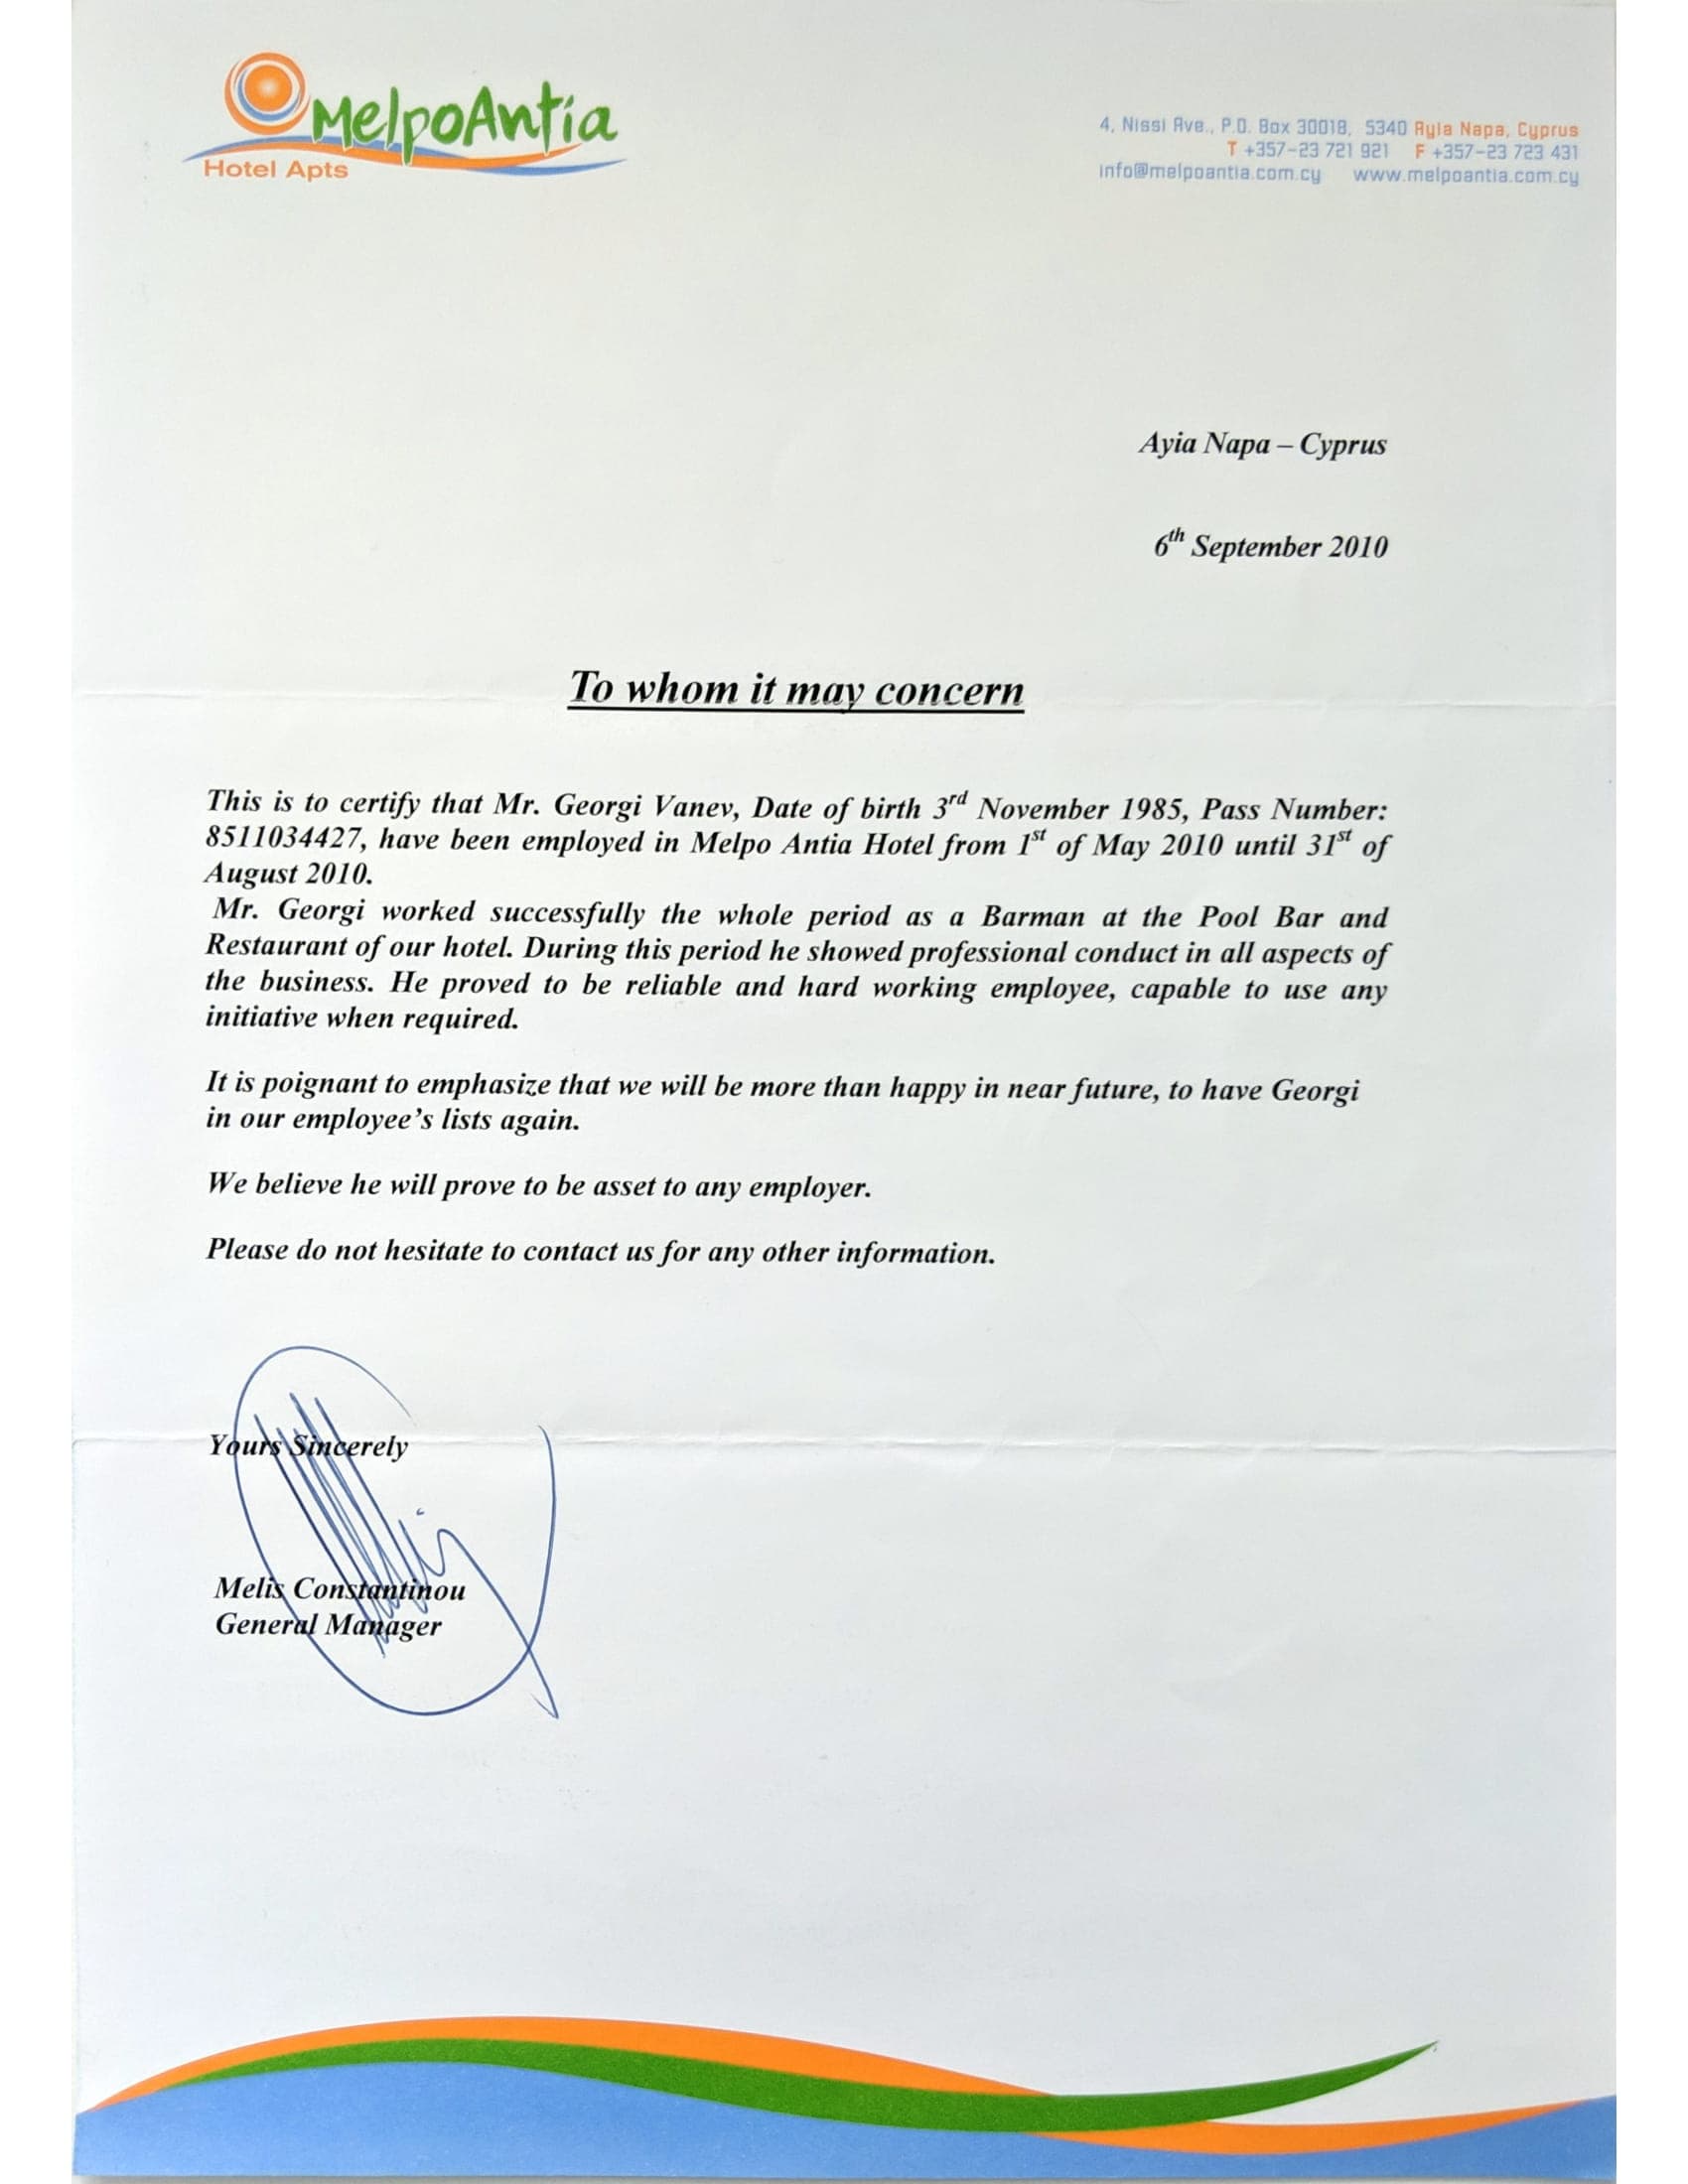 MelpoAntia
Hotel Apts
4, Nissi Ave., P.O. Box 30018, 5340 Ayia Napa, Cyprus
T +357-23 721 921 F +357-23 723 431
info@melpoantia.com.cy www.melpoantia.com.cy
Ayia Napa – Cyprus
6th September 2010
To whom it may concern
This is to certify that Mr. Georgi Vanev, Date of birth 3rd November 1985, Pass Number:
8511034427, have been employed in Melpo Antia Hotel from 1st of May 2010 until 31st of
August 2010.
Mr. Georgi worked successfully the whole period as a Barman at the Pool Bar and
Restaurant of our hotel. During this period he showed professional conduct in all aspects of
the business. He proved to be reliable and hard working employee, capable to use any
initiative when required.
It is poignant to emphasize that we will be more than happy in near future, to have Georgi
in our employee's lists again.
We believe he will prove to be asset to any employer.
Please do not hesitate to contact us for any other information.
Yours Sincerely
Melis Constantinou
General Manager